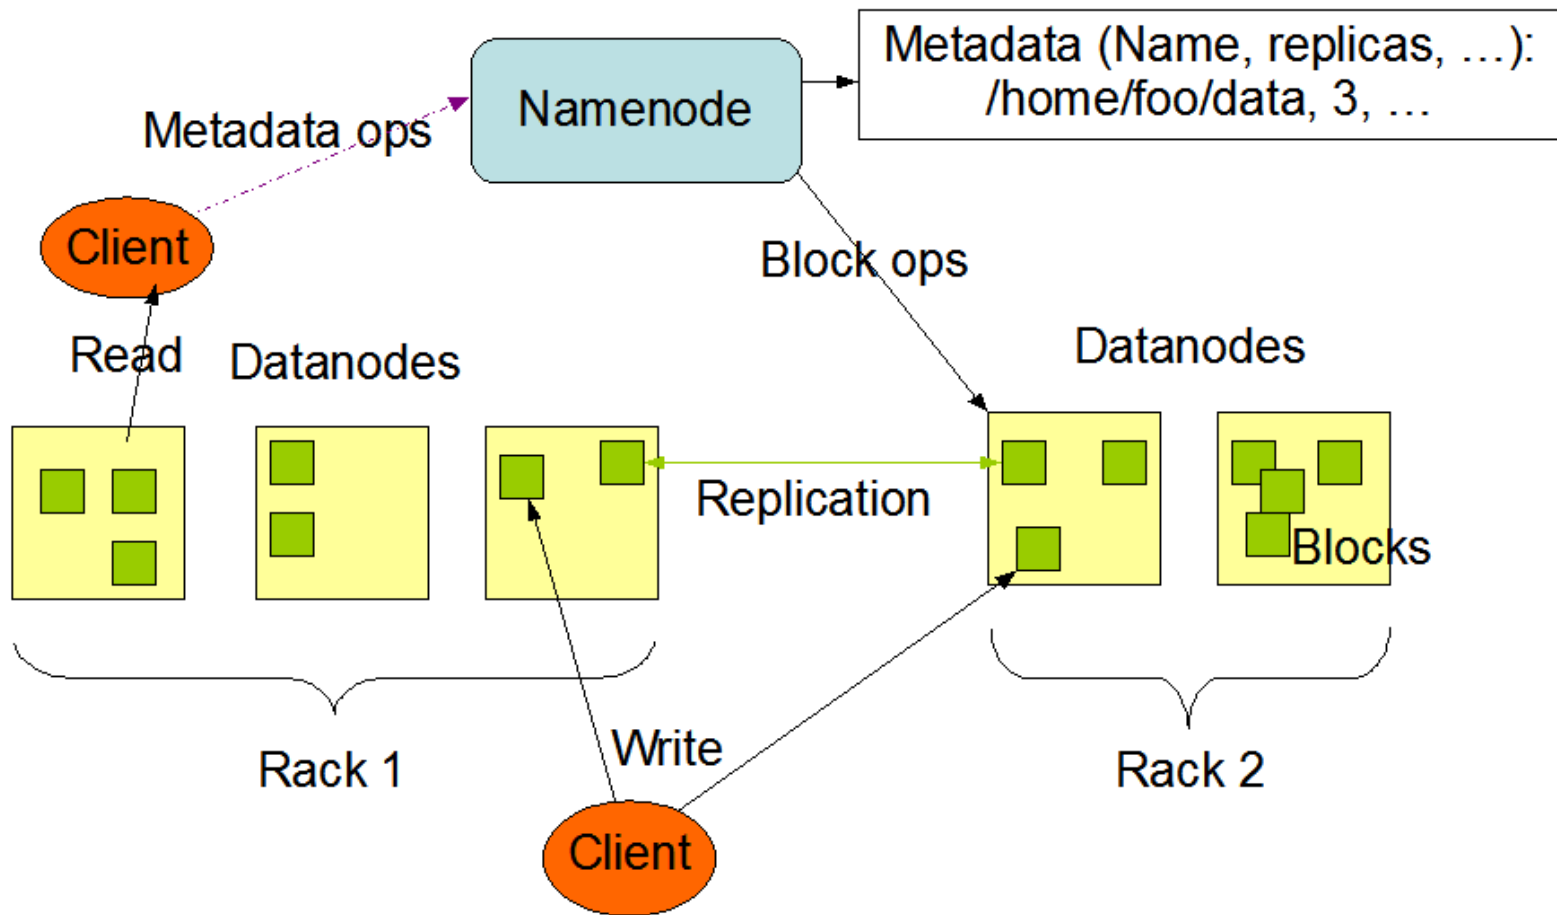 Metadata (Name, replicas, …):
/home/foo/data, 3, …
Namenode
Metadata ops
Client
Block ops
Read
Datanodes
Datanodes
Replication
Blocks
Rack 1
Write
Rack 2
Client